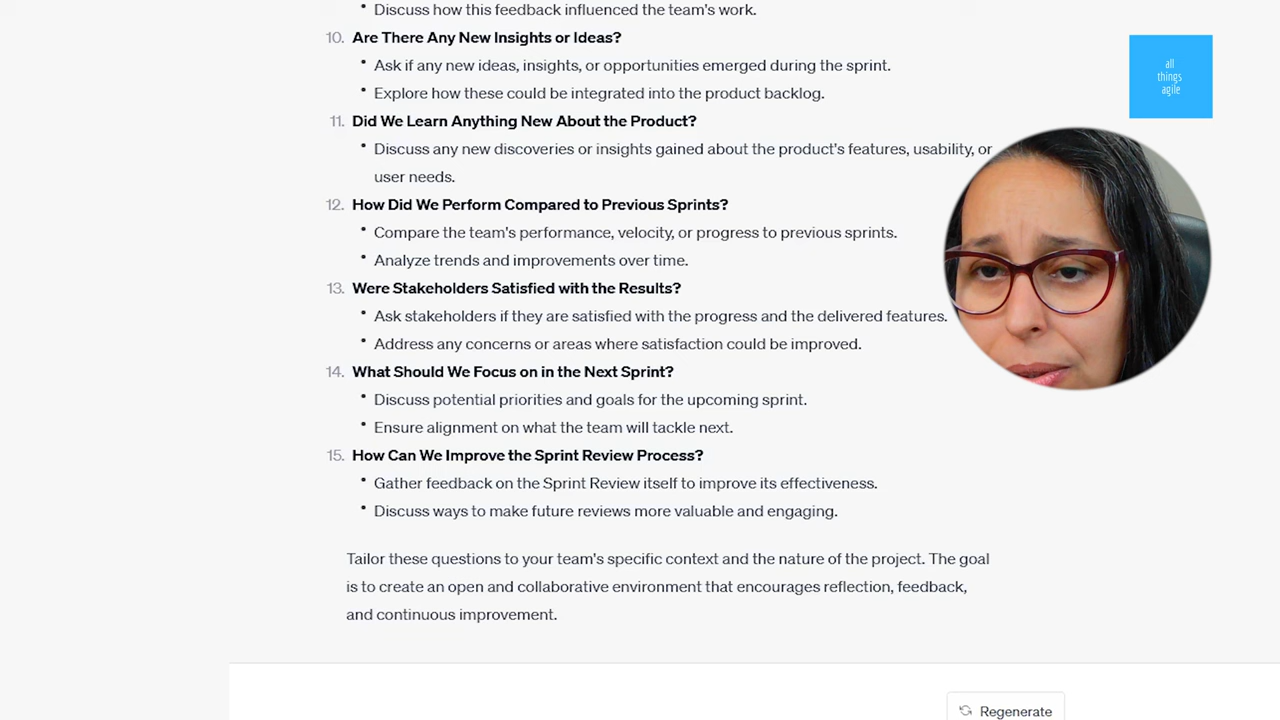 • Discuss how this feedback influenced the team's work.
10. Are There Any New Insights or Ideas?
• Ask if any new ideas, insights, or opportunities emerged during the sprint.
• Explore how these could be integrated into the product backlog.
11. Did We Learn Anything New About the Product?
• Discuss any new discoveries or insights gained about the product's features, usability, or
user needs.
12. How Did We Perform Compared to Previous Sprints?
• Compare the team's performance, velocity, or progress to previous sprints.
• Analyze trends and improvements over time.
13. Were Stakeholders Satisfied with the Results?
• Ask stakeholders if they are satisfied with the progress and the delivered features.
• Address any concerns or areas where satisfaction could be improved.
14. What Should We Focus on in the Next Sprint?
• Discuss potential priorities and goals for the upcoming sprint.
• Ensure alignment on what the team will tackle next.
15. How Can We Improve the Sprint Review Process?
• Gather feedback on the Sprint Review itself to improve its effectiveness.
• Discuss ways to make future reviews more valuable and engaging.
Tailor these questions to your team's specific context and the nature of the project. The goal
is to create an open and collaborative environment that encourages reflection, feedback,
and continuous improvement.
Regenerate
all
things
agile